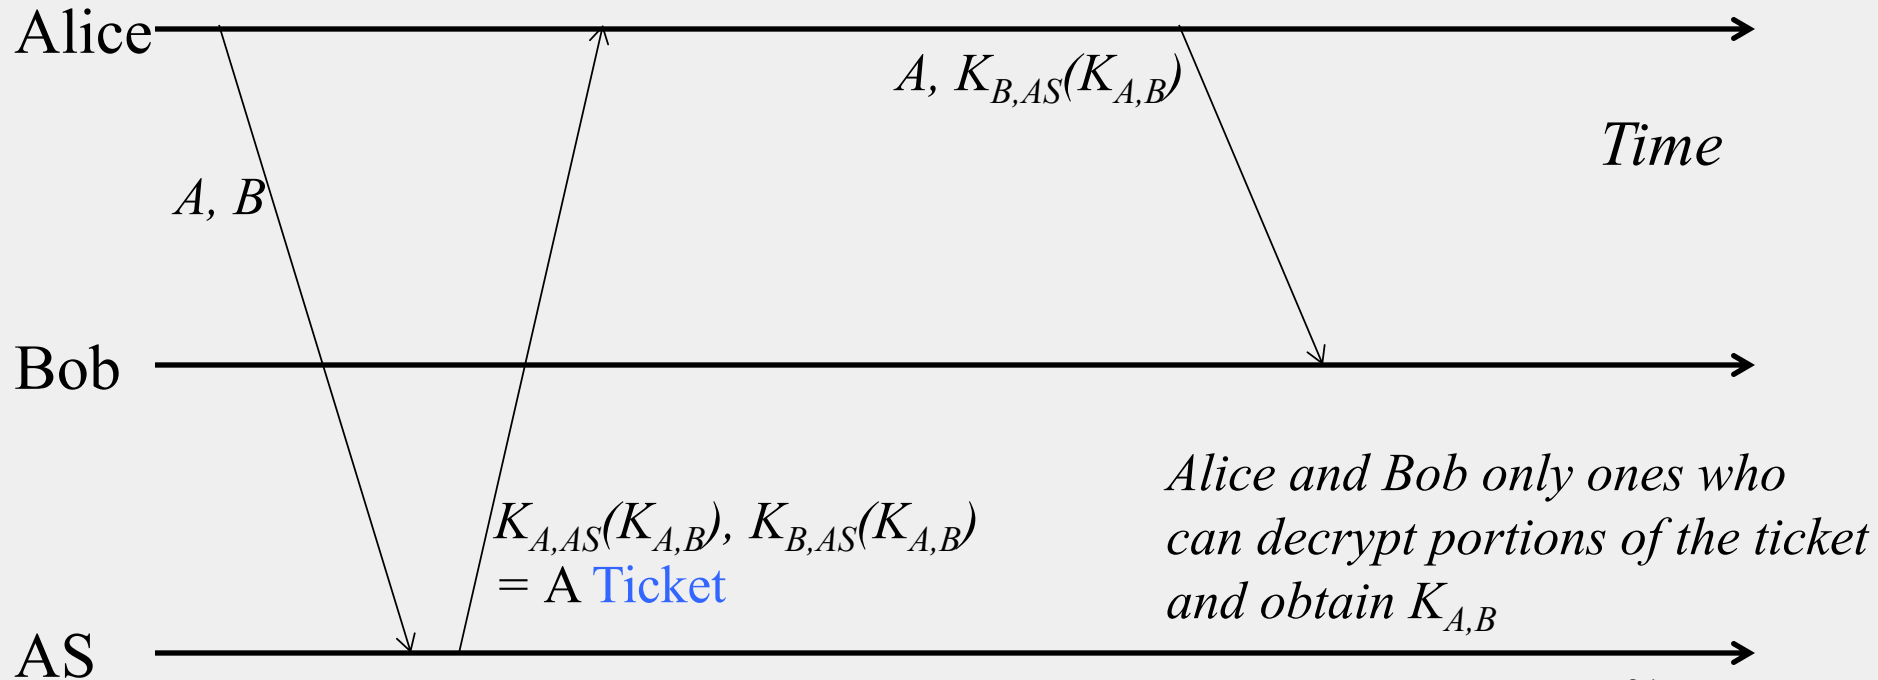 Alice
A, K_{B,AS}(K_{A,B})
Time
A, B
Bob
Alice and Bob only ones who
can decrypt portions of the ticket
and obtain K_{A,B}
K_{A,AS}(K_{A,B}), K_{B,AS}(K_{A,B})
= A Ticket
AS